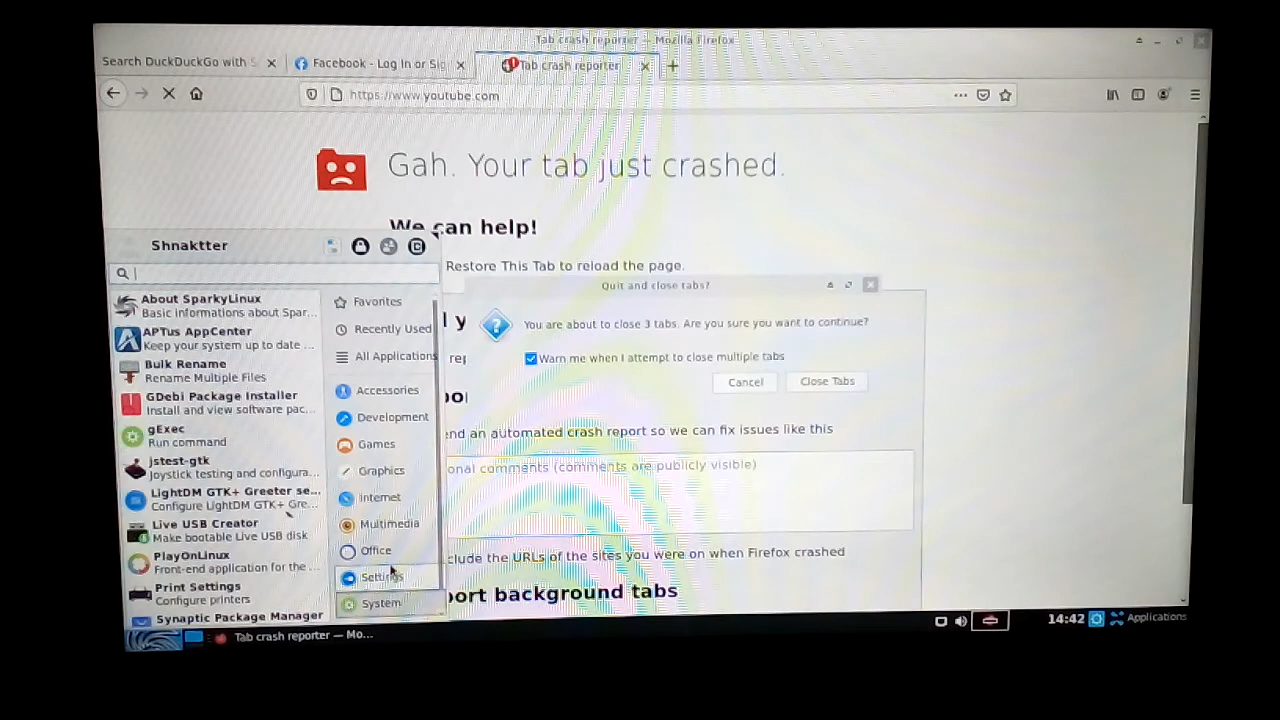 Tab crash reporter — Mozilla Firefox
Search DuckDuckGo with S
Facebook - Log In or Sig
Tab crash reporter
https://www.youtube.com
Gah. Your tab just crashed.
We can help!
Restore This Tab to reload the page.
Shnaktter
About SparkyLinux
Basic informations about Spar...
APTus AppCenter
Keep your system up to date ...
Bulk Rename
Rename Multiple Files
GDebi Package Installer
Install and view software pac...
gExec
Run command
jstest-gtk
Joystick testing and configura...
LightDM GTK+ Greeter se...
Configure LightDM GTK+ Gre...
Live USB Creator
Make bootable Live USB disk
PlayOnLinux
Front-end application for the ...
Print Settings
Configure printers
Synaptic Package Manager
Favorites
Recently Used
All Applications
Accessories
Development
Games
Graphics
Internet
Multimedia
Office
Settings
System
Quit and close tabs?
You are about to close 3 tabs. Are you sure you want to continue?
Warn me when I attempt to close multiple tabs
Cancel
Close Tabs
end an automated crash report so we can fix issues like this
onal comments (comments are publicly visible)
clude the URLs of the sites you were on when Firefox crashed
port background tabs
Tab crash reporter — Mo...
14:42
Applications